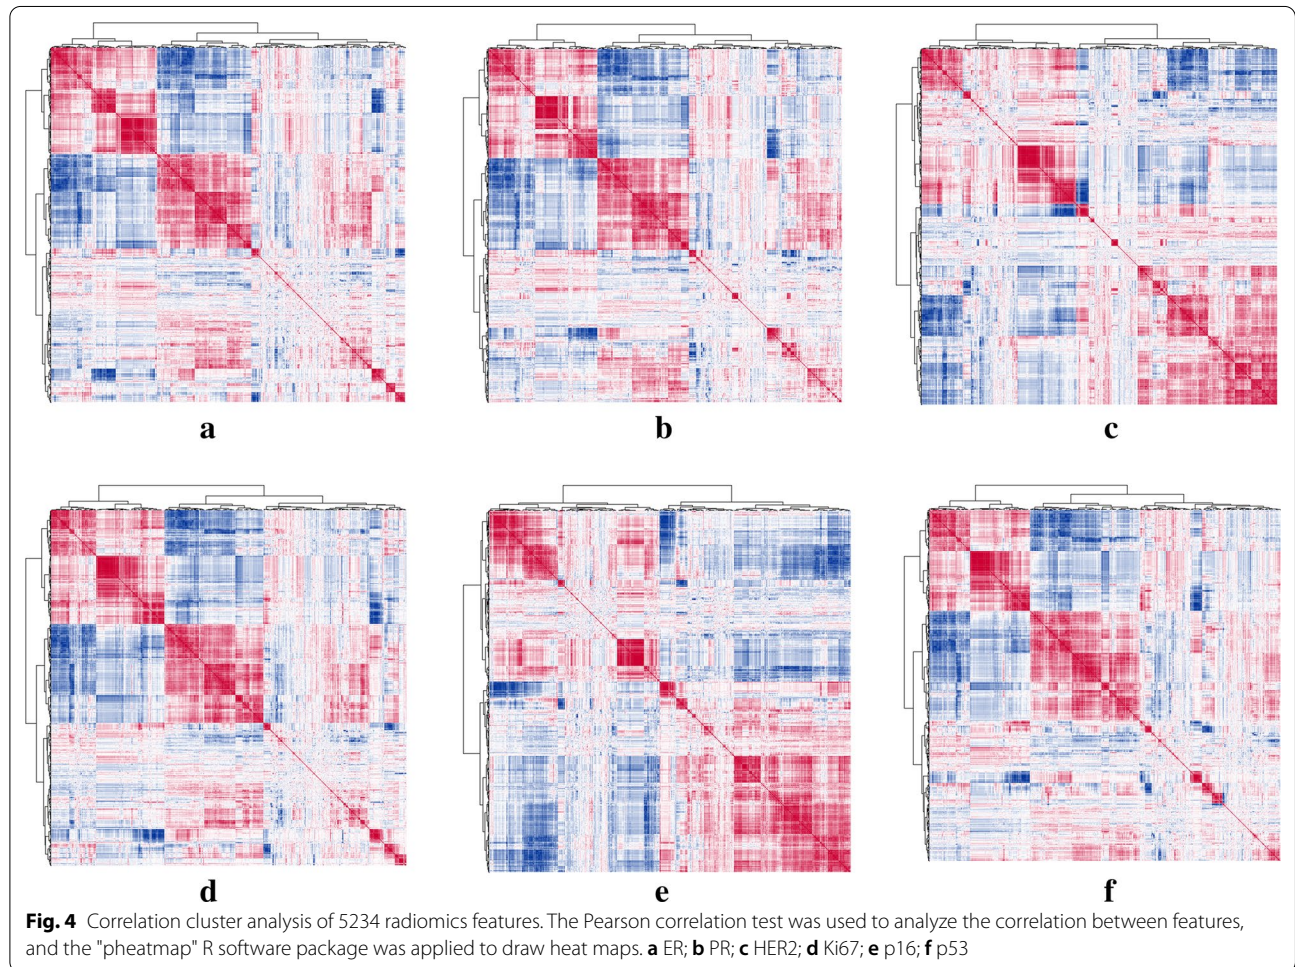 a
b
c
d
e
f
Fig. 4 Correlation cluster analysis of 5234 radiomics features. The Pearson correlation test was used to analyze the correlation between features,
and the "pheatmap" R software package was applied to draw heat maps. a ER; b PR; c HER2; d Ki67; e p16; f p53